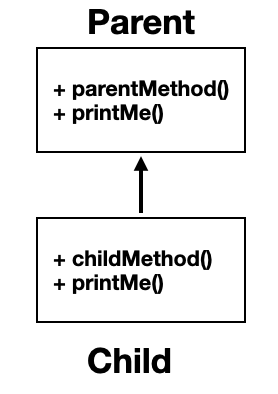 Parent
+ parentMethod()
+ printMe()
+ childMethod()
+ printMe()
Child